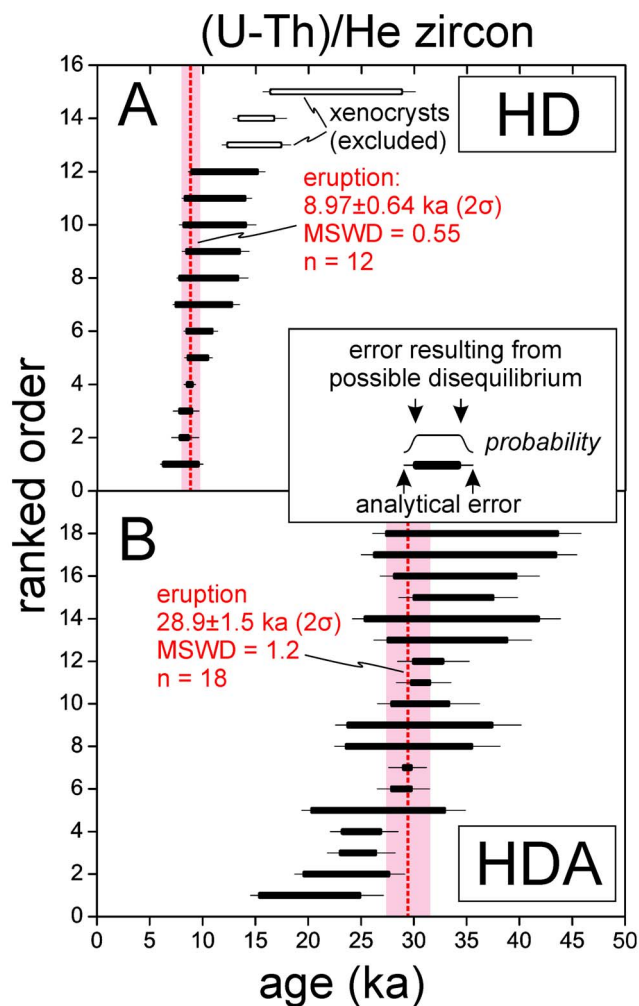 (U-Th)/He zircon
16
14
12
10
8
6
4
2
0
A
HD
xenocrysts
(excluded)
eruption:
8.97±0.64 ka (2σ)
MSWD = 0.55
n = 12
error resulting from
possible disequilibrium
probability
analytical error
ranked order
18
16
14
12
10
8
6
4
2
0
B
eruption
28.9±1.5 ka (2σ)
MSWD = 1.2
n = 18
HDA
0 5 10 15 20 25 30 35 40 45 50
age (ka)